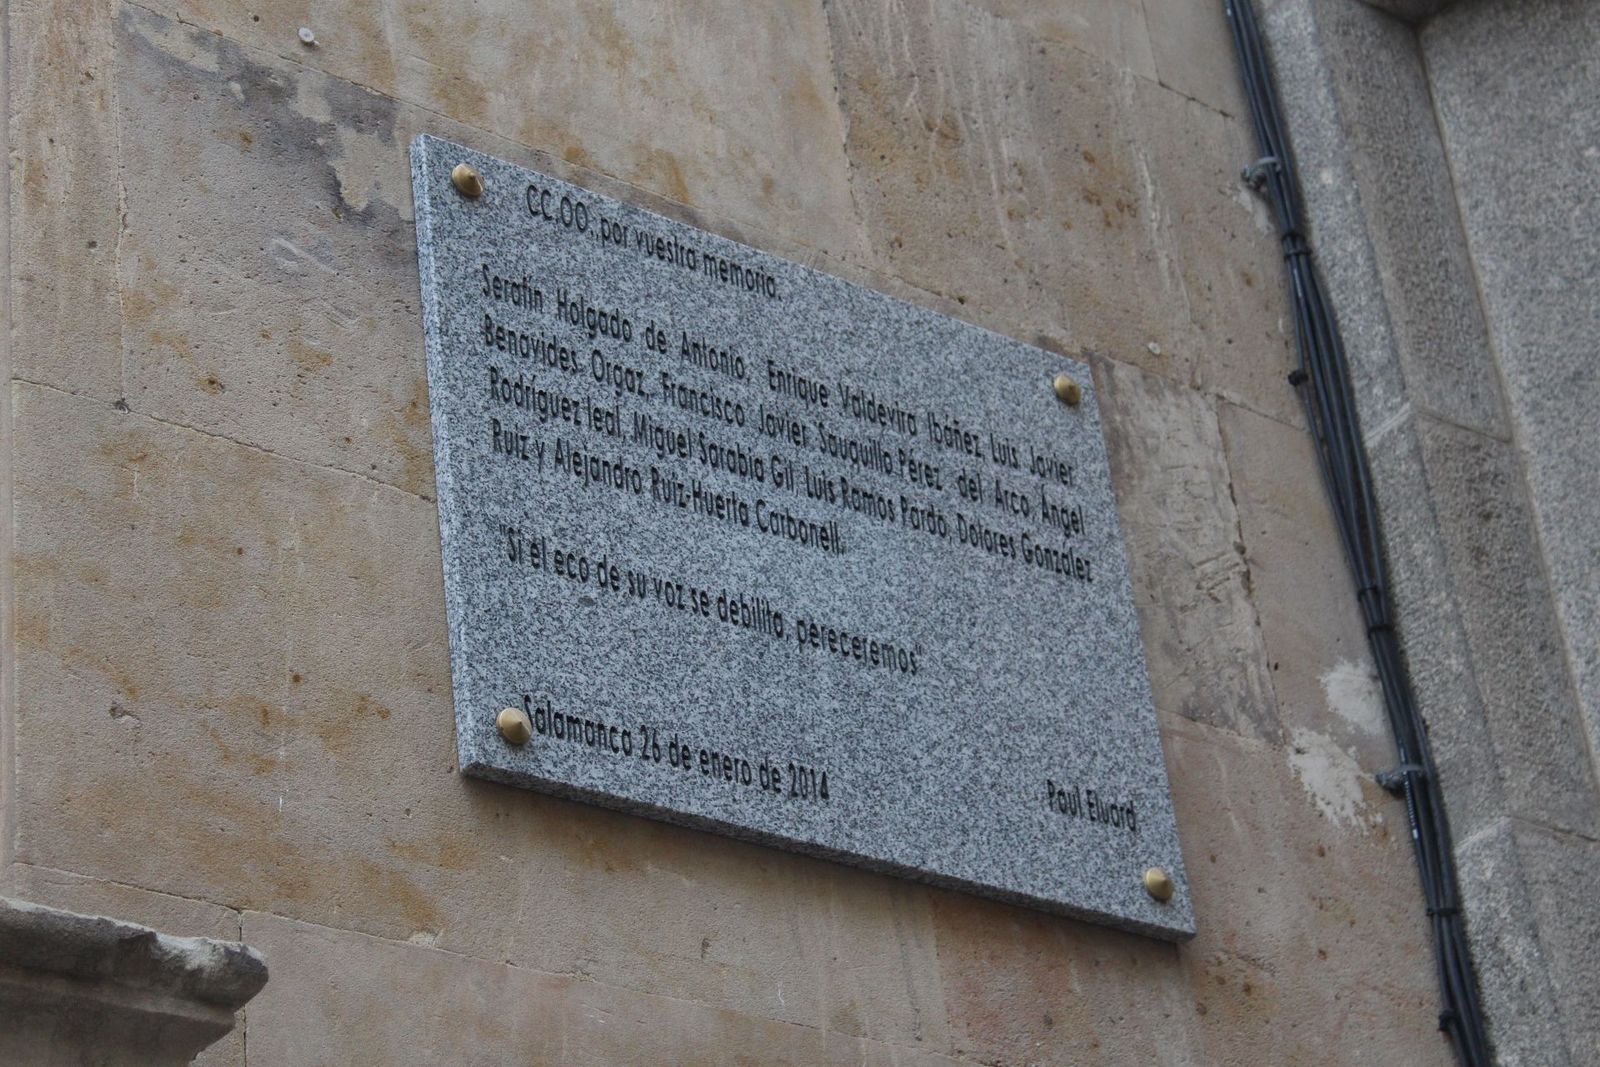 CC.OO. por vuestra memoria.
Serafín Holgado de Antonio, Enrique Valdevira Ibáñez, Luis Javier
Benavides Orgaz, Francisco Javier Sauquillo Pérez del Arco, Ángel
Rodríguez leal, Miguel Sarabia Gil, Luis Ramos Pardo, Dolores González
Ruiz y Alejandro Ruiz-Huerta Carbonell.
"Si el eco de su voz se debilita, pereceremos"
Paul Eluard
Salamanca 26 de enero de 2014